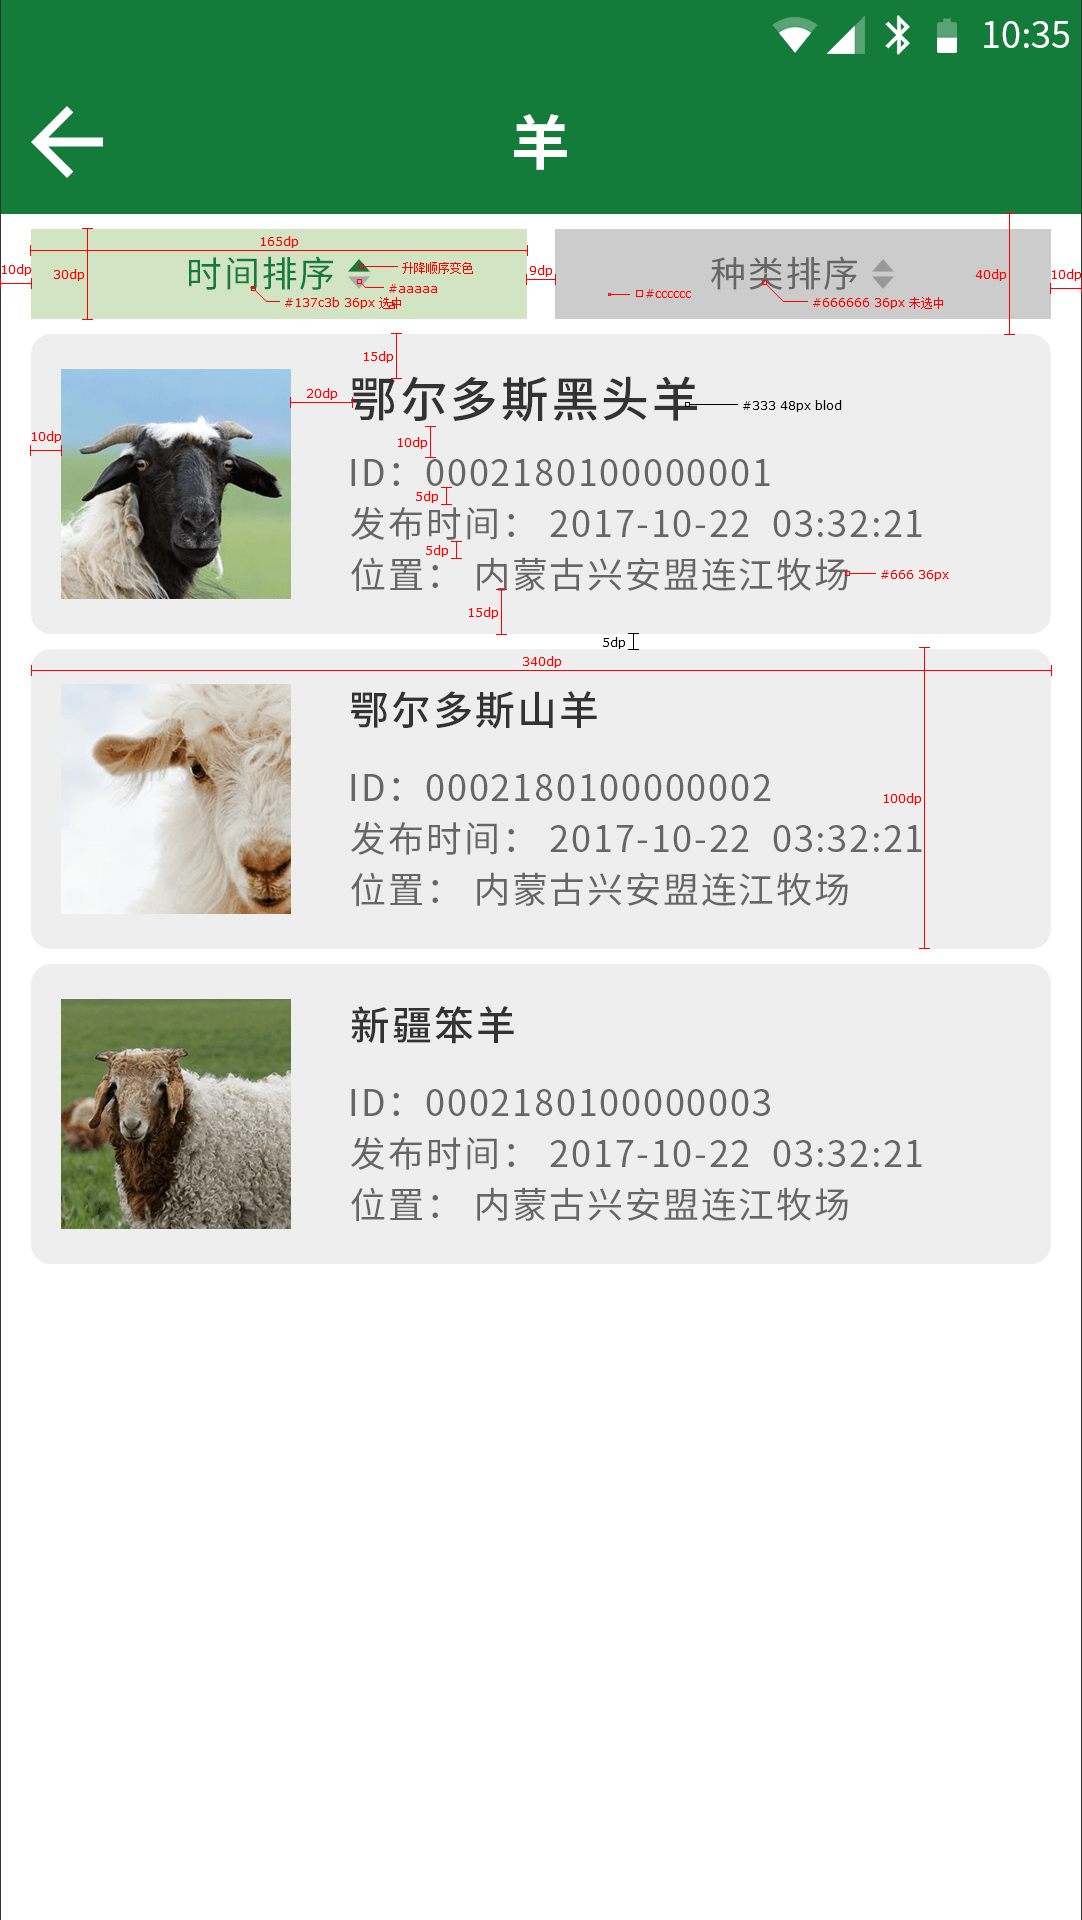 10:35
羊
165dp
10dp
30dp
时间排序
升降顺序变色
#aaaaa
#137c3b 36px 选中
9dp
种类排序
#cccccc
#666666 36px 未选中
40dp
10dp
15dp
20dp
鄂尔多斯黑头羊
#333 48px blod
10dp
10dp
ID：0002180100000001
5dp
发布时间： 2017-10-22 03:32:21
5dp
位置： 内蒙古兴安盟连江牧场
#666 36px
15dp
5dp
340dp
鄂尔多斯山羊
ID：0002180100000002
100dp
发布时间： 2017-10-22 03:32:21
位置： 内蒙古兴安盟连江牧场
新疆笨羊
ID：0002180100000003
发布时间： 2017-10-22 03:32:21
位置： 内蒙古兴安盟连江牧场